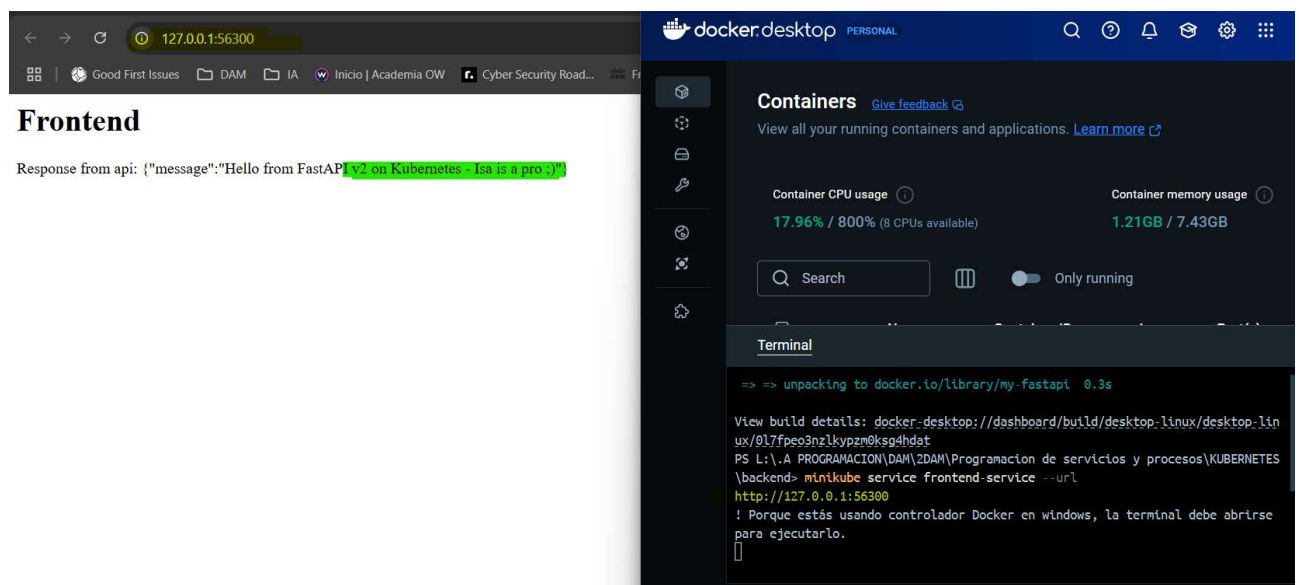 127.0.0.1:56300
Good First Issues DAM IA Inicio | Academia OW Cyber Security Road...
Frontend
Response from api: {"message":"Hello from FastAPI v2 on Kubernetes - Isa is a pro ;)"}
docker.desktop PERSONAL
Containers Give feedback
View all your running containers and applications. Learn more
Container CPU usage
Container memory usage
17.96% / 800% (8 CPUs available)
1.21GB / 7.43GB
Search
Only running
Terminal
=> => unpacking to docker.io/library/my-fastapi 0.3s
View build details: docker-desktop://dashboard/build/desktop-linux/desktop-lin
ux/0l7fpeo3nzlkypzm0ksg4hdat
PS L:\.A PROGRAMACION\DAM\2DAM\Programacion de servicios y procesos\KUBERNETES
\backend> minikube service frontend-service --url
http://127.0.0.1:56300
! Porque estás usando controlador Docker en windows, la terminal debe abrirse
para ejecutarlo.